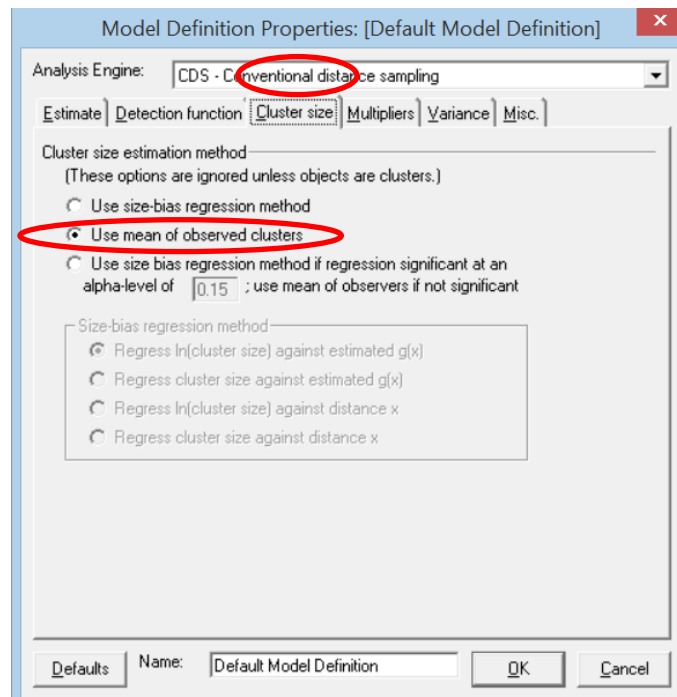 Model Definition Properties: [Default Model Definition]
Analysis Engine: CDS - Conventional distance sampling
Estimate Detection function Cluster size Multipliers Variance Misc.
Cluster size estimation method
(These options are ignored unless objects are clusters.)
Use size-bias regression method
Use mean of observed clusters
Use size bias regression method if regression significant at an
alpha-level of 0.15 ; use mean of observers if not significant
Size-bias regression method
Regress ln(cluster size) against estimated g(x)
Regress cluster size against estimated g(x)
Regress ln(cluster size) against distance x
Regress cluster size against distance x
Defaults Name: Default Model Definition OK Cancel